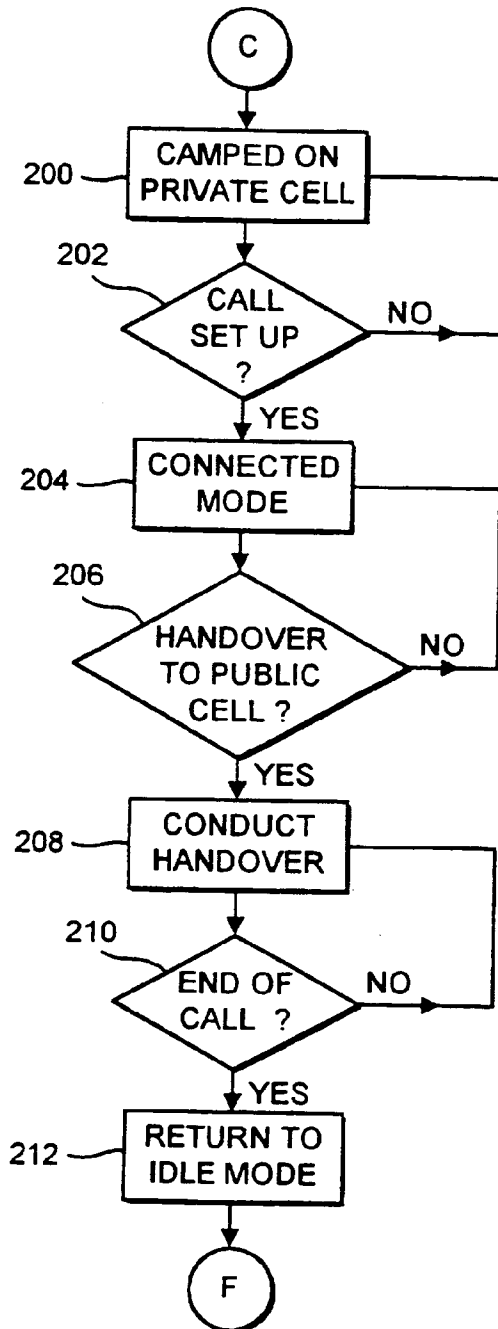 C
CAMPED ON
PRIVATE CELL
200
202
CALL
SET UP
?
NO
YES
CONNECTED
MODE
204
206
HANDOVER
TO PUBLIC
CELL ?
NO
YES
CONDUCT
HANDOVER
208
210
END OF
CALL ?
NO
YES
RETURN TO
IDLE MODE
212
F